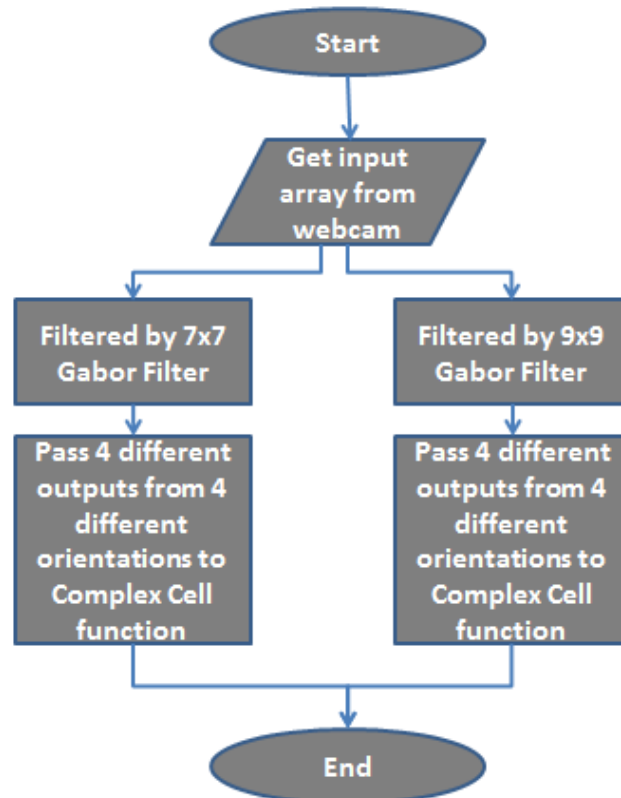 Start
Get input
array from
webcam
Filtered by 7x7
Gabor Filter
Filtered by 9x9
Gabor Filter
Pass 4 different
outputs from 4
different
orientations to
Complex Cell
function
Pass 4 different
outputs from 4
different
orientations to
Complex Cell
function
End